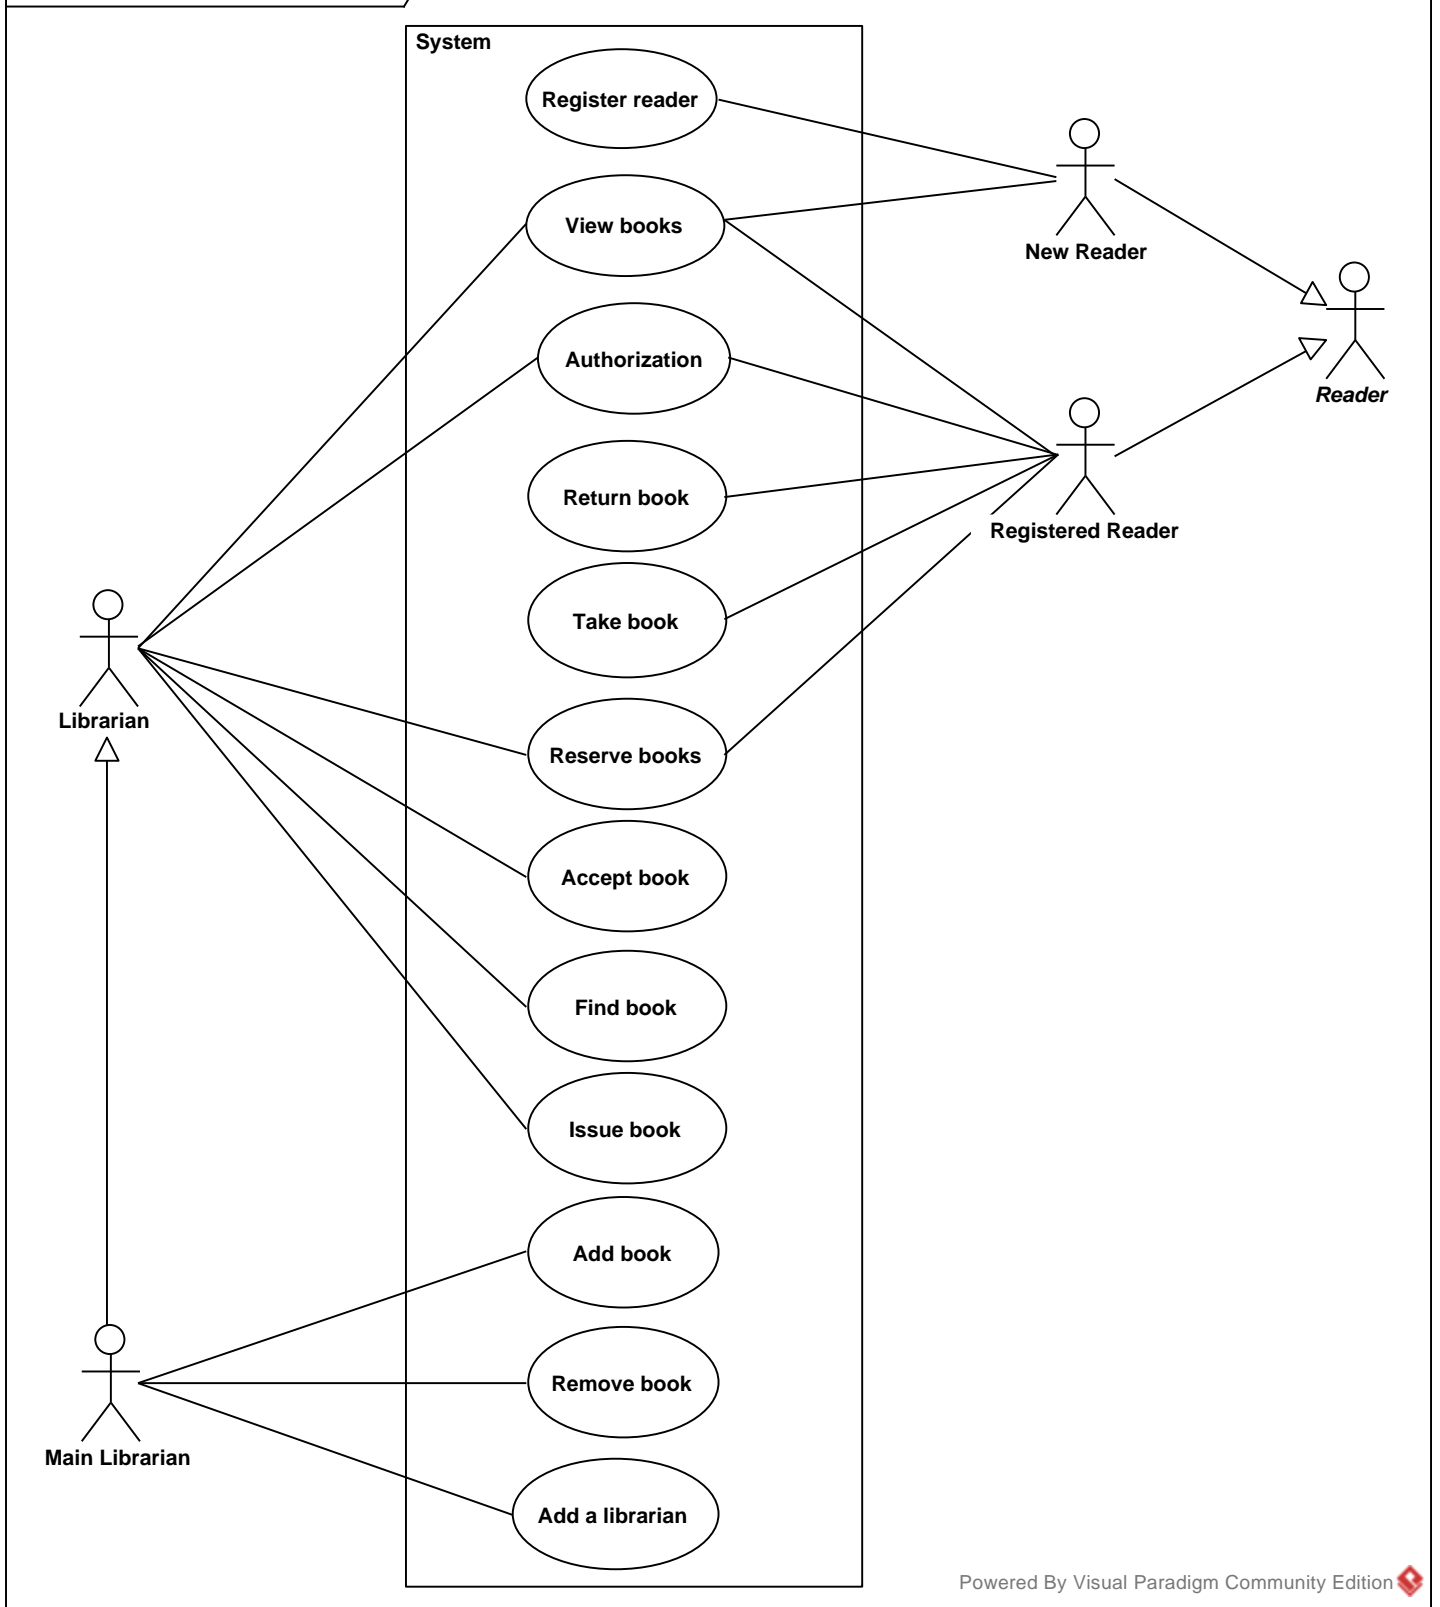 System
Register reader
View books
New Reader
Authorization
Reader
Return book
Registered Reader
Take book
Librarian
Reserve books
Accept book
Find book
Issue book
Add book
Remove book
Main Librarian
Add a librarian
Powered By Visual Paradigm Community Edition